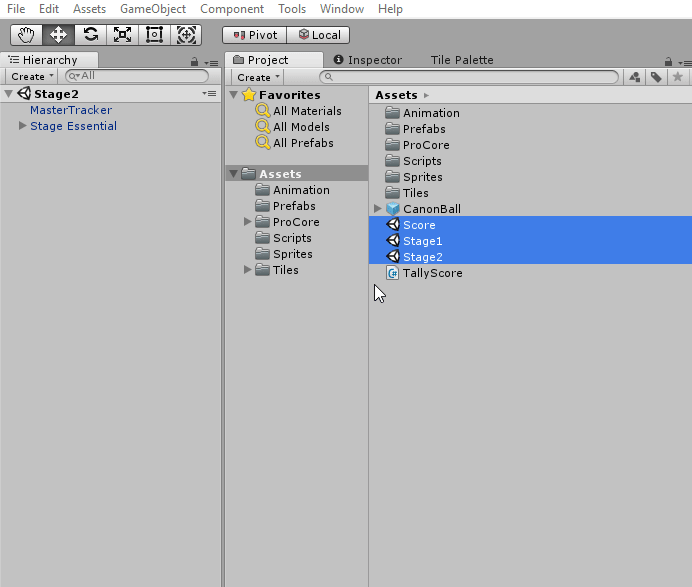 File Edit Assets GameObject Component Tools Window Help
Pivot Local
Hierarchy
Create All
Stage2
MasterTracker
Stage Essential
Project Inspector Tile Palette
Create
Favorites
All Materials
All Models
All Prefabs
Assets
Animation
Prefabs
ProCore
Scripts
Sprites
Tiles
Assets
Animation
Prefabs
ProCore
Scripts
Sprites
Tiles
CanonBall
Score
Stage1
Stage2
TallyScore